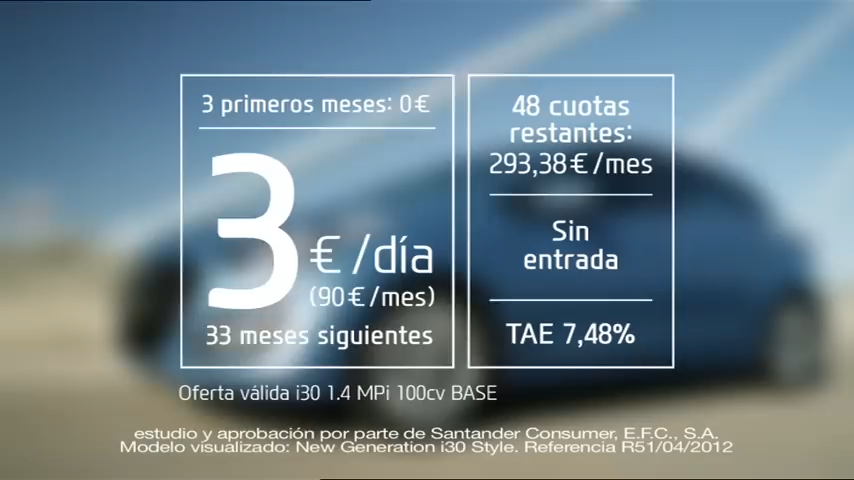 3 primeros meses: 0€
3 €/día
(90€/mes)
33 meses siguientes
48 cuotas
restantes:
293,38€/mes
Sin
entrada
TAE 7,48%
Oferta válida i30 1.4 MPi 100cv BASE
estudio y aprobación por parte de Santander Consumer, E.F.C., S.A.
Modelo visualizado: New Generation i30 Style. Referencia R51/04/2012